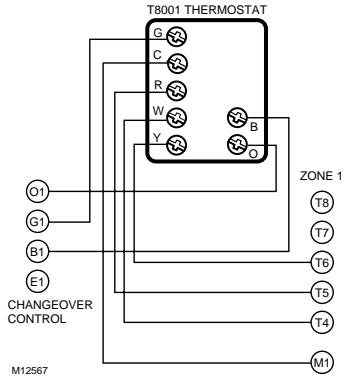 T8001 THERMOSTAT
G
C
R
W
Y
B
O
O1
G1
B1
E1
CHANGEOVER
CONTROL
ZONE 1
T8
T7
T6
T5
T4
M1
M12567